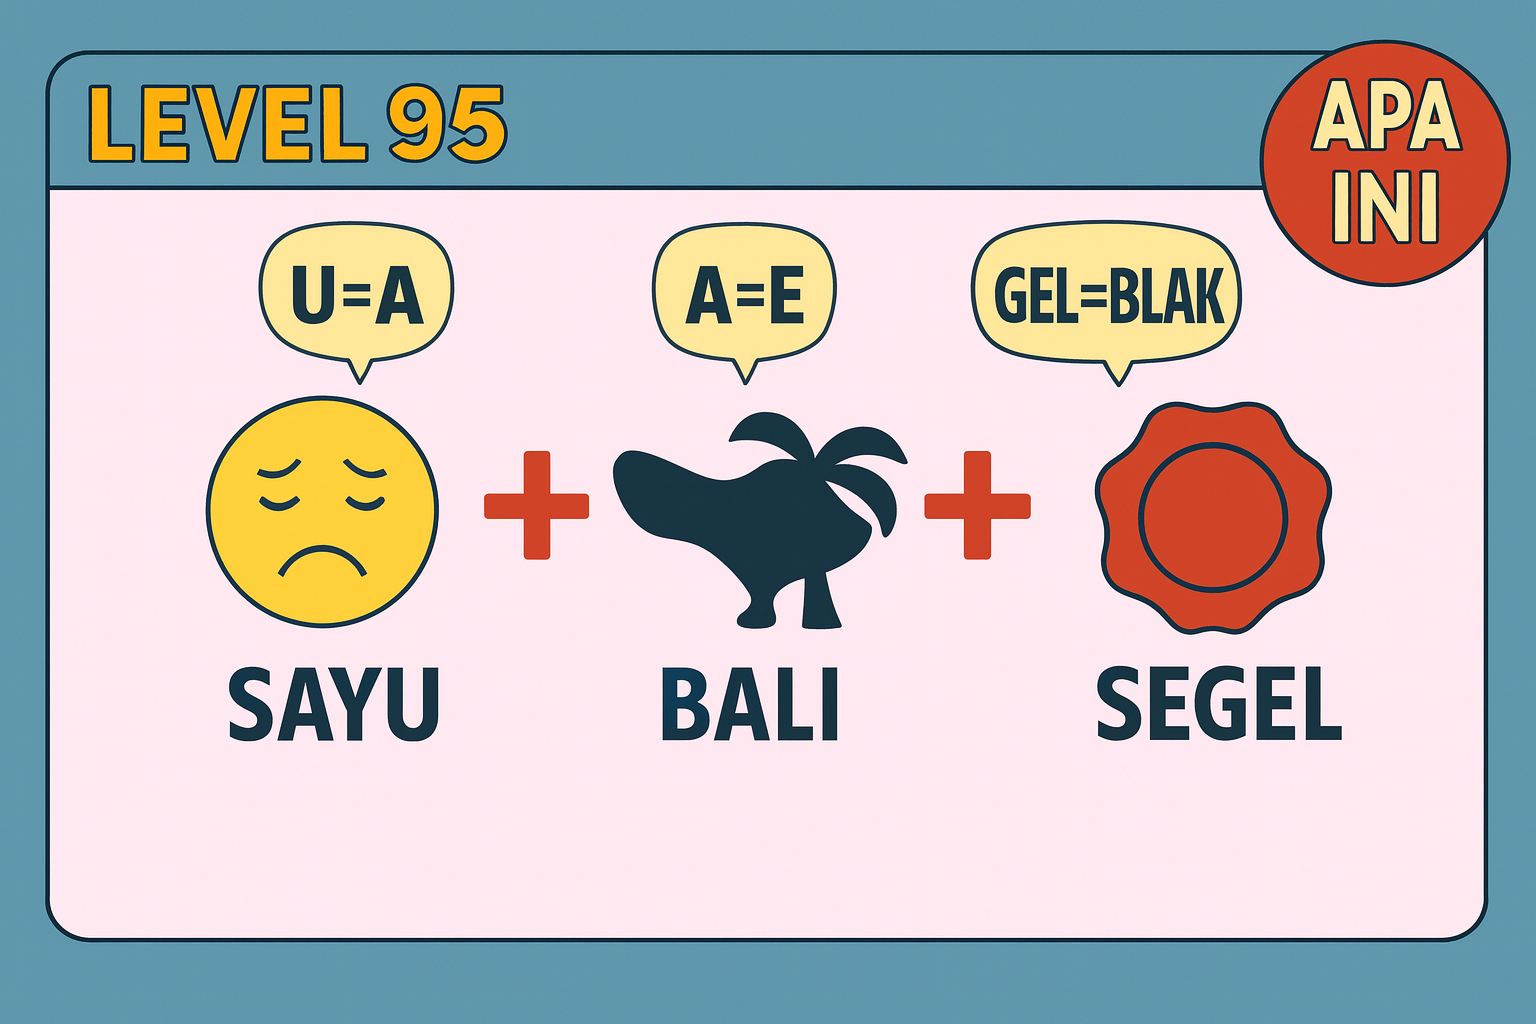 LEVEL 95
APA
INI
U=A
A=E
GEL=BLAK
SAYU
BALI
SEGEL